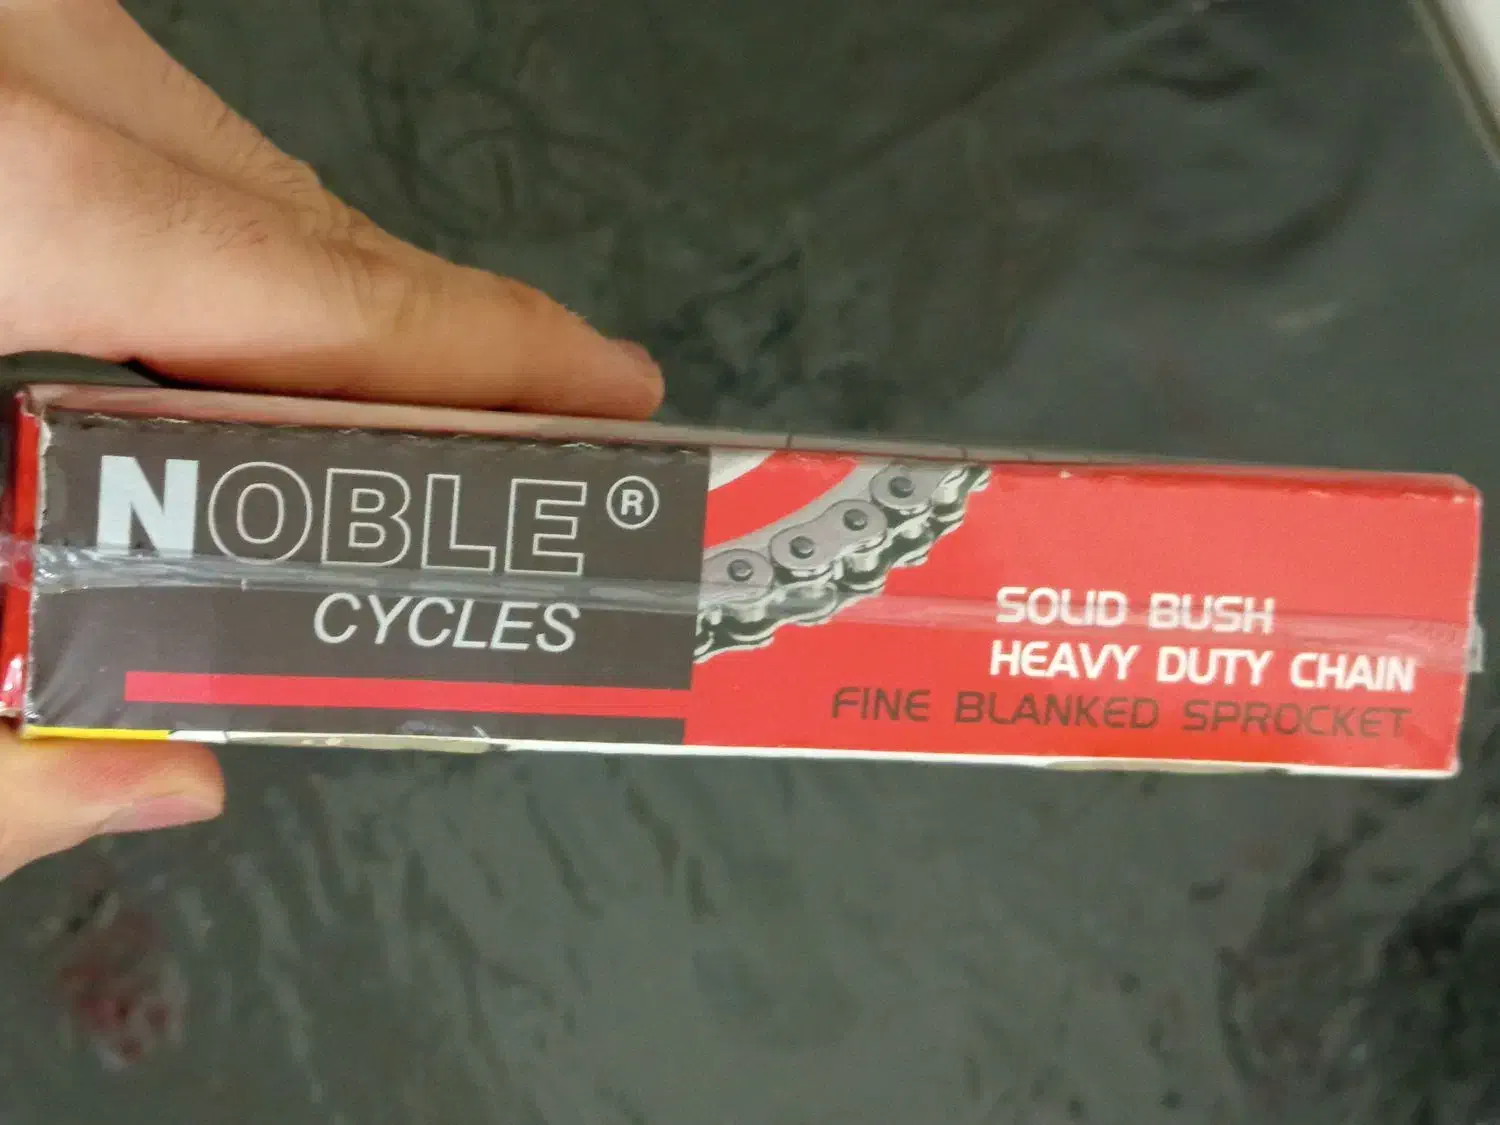 NOBLE ®
CYCLES
SOLID BUSH
HEAVY DUTY CHAIN
FINE BLANKED SPROCKET